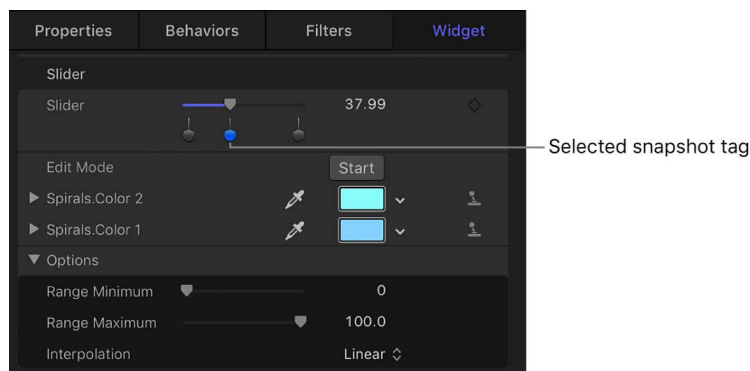 Properties Behaviors Filters Widget
Slider
Slider 37.99
Selected snapshot tag
Edit Mode Start
Spirals.Color 2
Spirals.Color 1
Options
Range Minimum 0
Range Maximum 100.0
Interpolation Linear